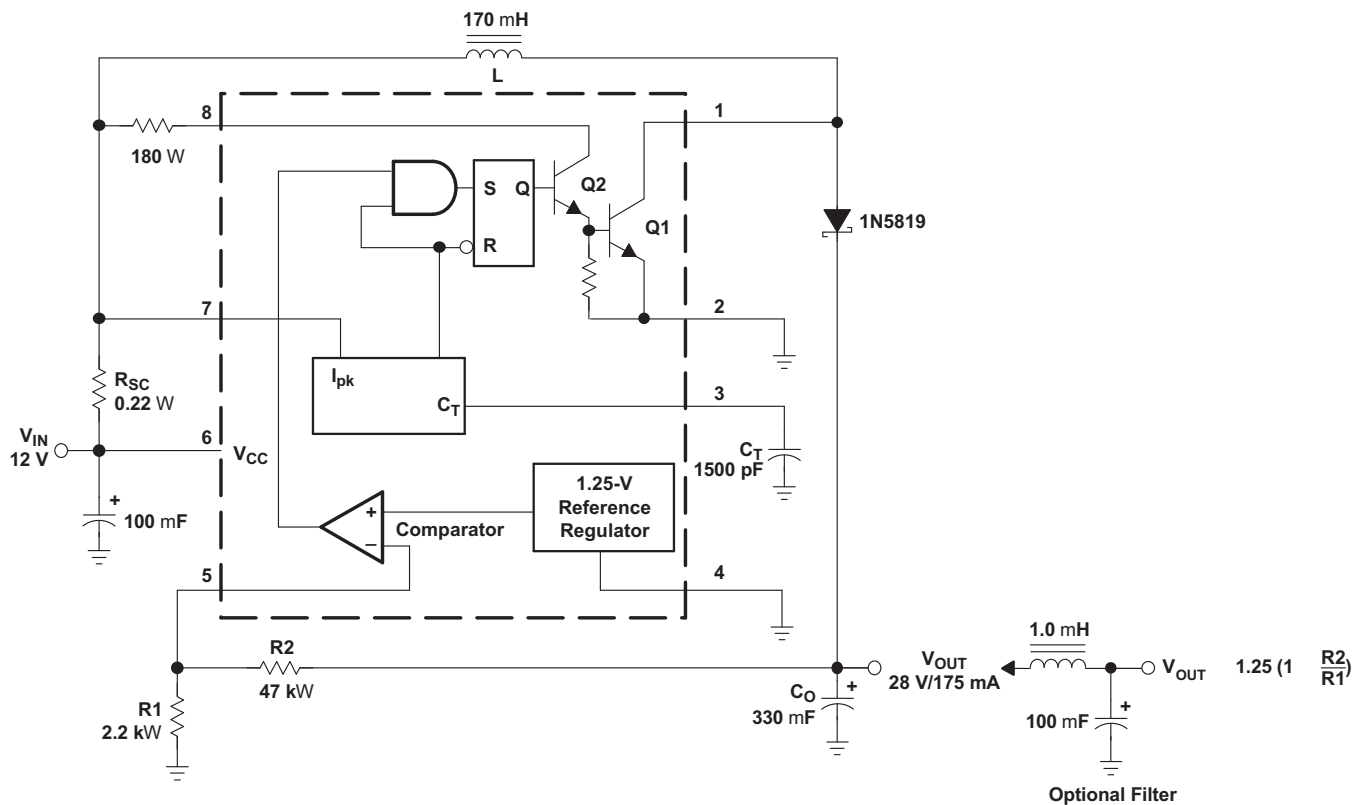 170 mH
L
8
1
180 W
S
Q
Q2
Q1
R
1N5819
7
2
Ipk
CT
3
RSC
0.22 W
VIN
12 V
6
VCC
CT
1500 pF
1.25-V
Reference
Regulator
+
100 mF
+
–
Comparator
5
4
R2
47 kW
R1
2.2 kW
VOUT
28 V/175 mA
CO
330 mF
+
1.0 mH
VOUT
1.25 (1 R2/R1)
100 mF
+
Optional Filter